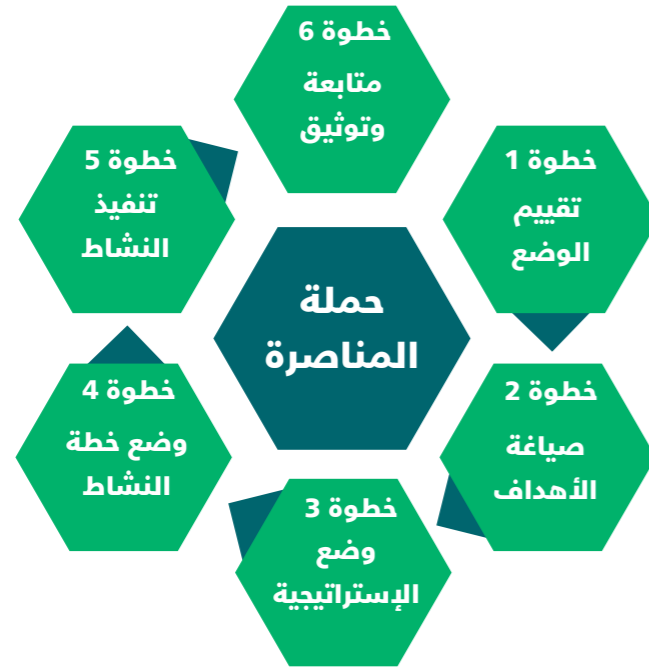 حملة
المناصرة
خطوة 1
تقييم
الوضع
خطوة 2
صياغة
الأهداف
خطوة 3
وضع
الإستراتيجية
خطوة 4
وضع خطة
النشاط
خطوة 5
تنفيذ
النشاط
خطوة 6
متابعة
وتوثيق